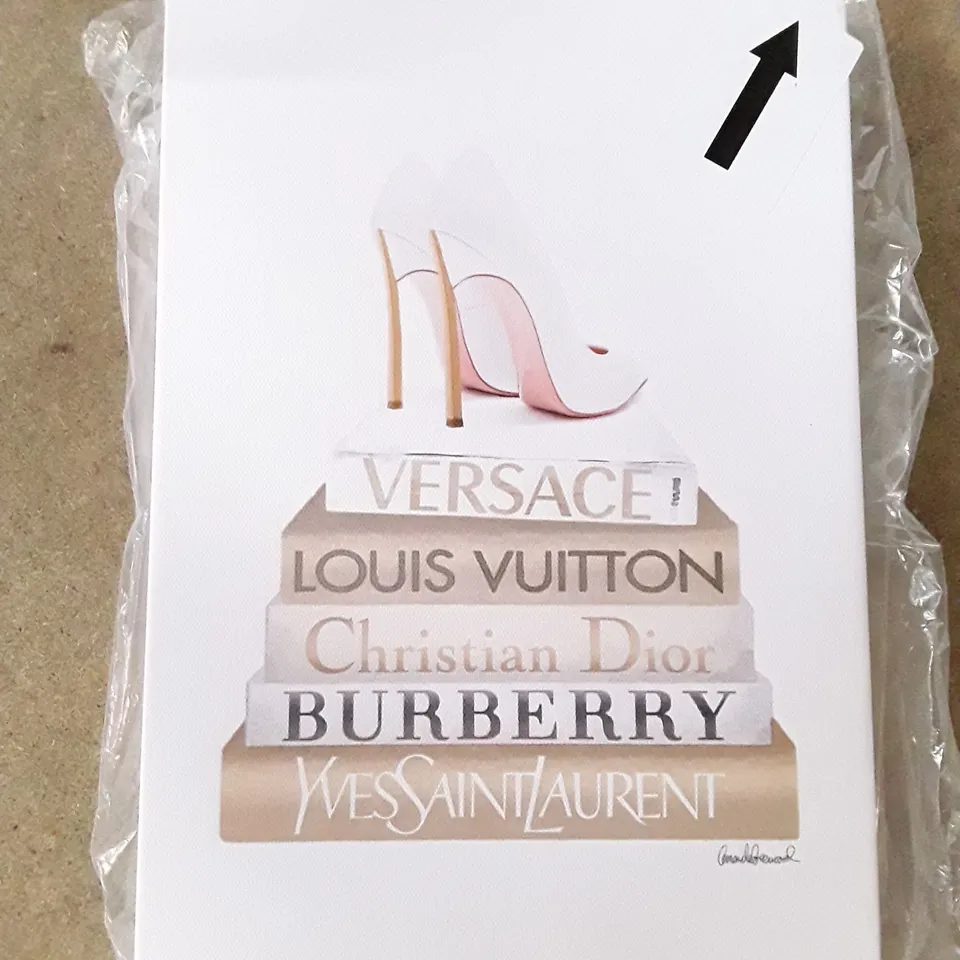 VERSACE
LOUIS VUITTON
Christian Dior
BURBERRY
YVESSAINTLAURENT